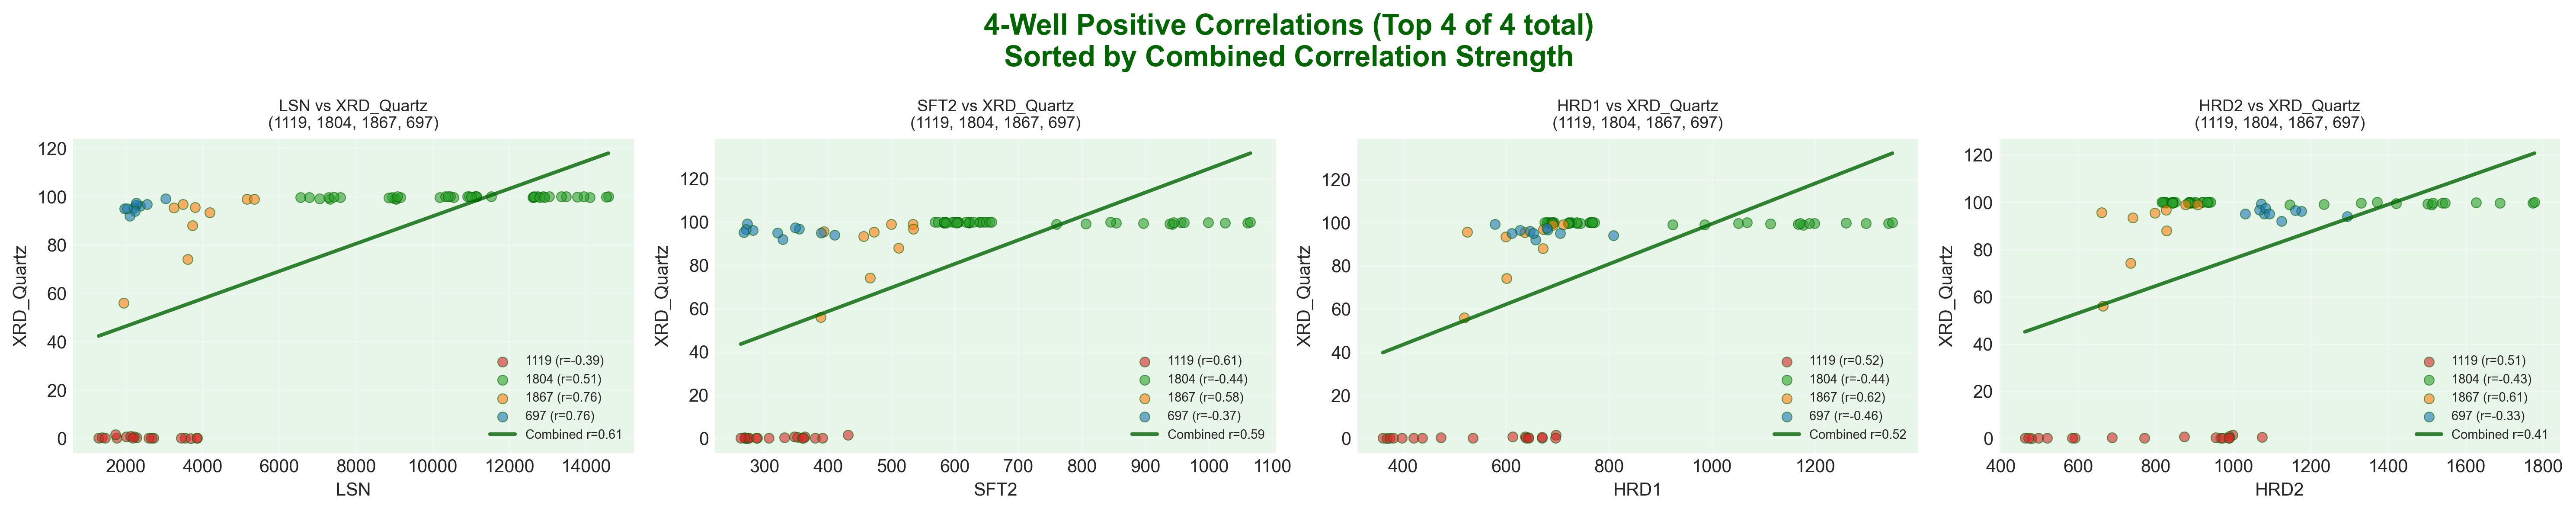 4-Well Positive Correlations (Top 4 of 4 total)
Sorted by Combined Correlation Strength
LSN vs XRD_Quartz
(1119, 1804, 1867, 697)
XRD_Quartz
120
100
80
60
40
20
0
2000 4000 6000 8000 10000 12000 14000
LSN
1119 (r=-0.39)
1804 (r=0.51)
1867 (r=0.76)
697 (r=0.76)
Combined r=0.61
SFT2 vs XRD_Quartz
(1119, 1804, 1867, 697)
XRD_Quartz
120
100
80
60
40
20
0
300 400 500 600 700 800 900 1000 1100
SFT2
1119 (r=0.61)
1804 (r=-0.44)
1867 (r=0.58)
697 (r=-0.37)
Combined r=0.59
HRD1 vs XRD_Quartz
(1119, 1804, 1867, 697)
XRD_Quartz
120
100
80
60
40
20
0
400 600 800 1000 1200
HRD1
1119 (r=0.52)
1804 (r=-0.44)
1867 (r=0.62)
697 (r=-0.46)
Combined r=0.52
HRD2 vs XRD_Quartz
(1119, 1804, 1867, 697)
XRD_Quartz
120
100
80
60
40
20
0
400 600 800 1000 1200 1400 1600 1800
HRD2
1119 (r=0.51)
1804 (r=-0.43)
1867 (r=0.61)
697 (r=-0.33)
Combined r=0.41